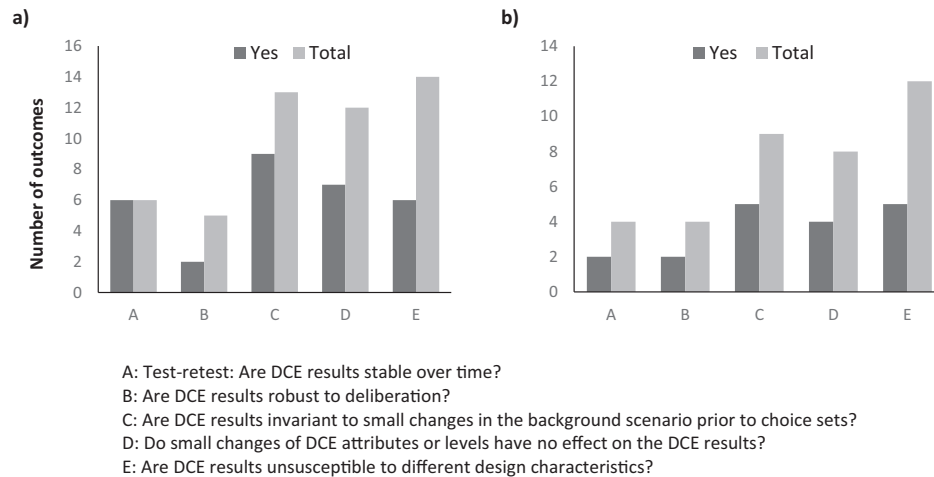 a)
Number of outcomes
Yes Total
16
14
12
10
8
6
4
2
0
A B C D E
b)
Yes Total
14
12
10
8
6
4
2
0
A B C D E
A: Test-retest: Are DCE results stable over time?
B: Are DCE results robust to deliberation?
C: Are DCE results invariant to small changes in the background scenario prior to choice sets?
D: Do small changes of DCE attributes or levels have no effect on the DCE results?
E: Are DCE results unsusceptible to different design characteristics?